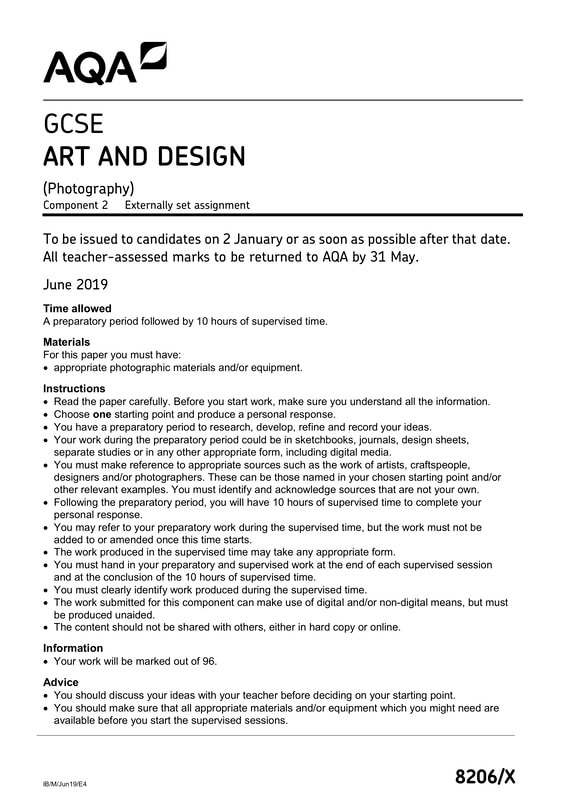 AQA
GCSE
ART AND DESIGN
(Photography)
Component 2 Externally set assignment
To be issued to candidates on 2 January or as soon as possible after that date.
All teacher-assessed marks to be returned to AQA by 31 May.
June 2019
Time allowed
A preparatory period followed by 10 hours of supervised time.
Materials
For this paper you must have:
• appropriate photographic materials and/or equipment.
Instructions
• Read the paper carefully. Before you start work, make sure you understand all the information.
• Choose one starting point and produce a personal response.
• You have a preparatory period to research, develop, refine and record your ideas.
• Your work during the preparatory period could be in sketchbooks, journals, design sheets,
separate studies or in any other appropriate form, including digital media.
• You must make reference to appropriate sources such as the work of artists, craftspeople,
designers and/or photographers. These can be those named in your chosen starting point and/or
other relevant examples. You must identify and acknowledge sources that are not your own.
• Following the preparatory period, you will have 10 hours of supervised time to complete your
personal response.
• You may refer to your preparatory work during the supervised time, but the work must not be
added to or amended once this time starts.
• The work produced in the supervised time may take any appropriate form.
• You must hand in your preparatory and supervised work at the end of each supervised session
and at the conclusion of the 10 hours of supervised time.
• You must clearly identify work produced during the supervised time.
• The work submitted for this component can make use of digital and/or non-digital means, but must
be produced unaided.
• The content should not be shared with others, either in hard copy or online.
Information
• Your work will be marked out of 96.
Advice
• You should discuss your ideas with your teacher before deciding on your starting point.
• You should make sure that all appropriate materials and/or equipment which you might need are
available before you start the supervised sessions.
IB/M/Jun19/E4
8206/X